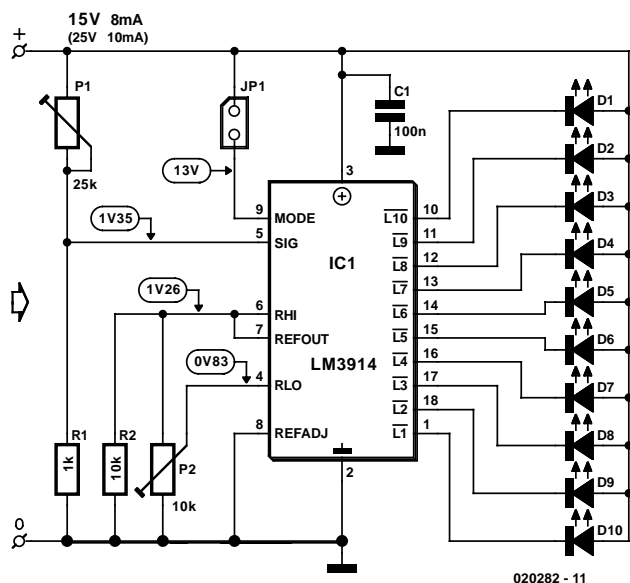 15V 8mA
(25V 10mA)
+
P1
25k
JP1
13V
C1
100n
3
9 MODE
5 SIG
1V35
IC1
LM3914
1V26
6 RHI
7 REFOUT
0V83
4 RLO
8 REFADJ
2
L10 10
L9 11
L8 12
L7 13
L6 14
L5 15
L4 16
L3 17
L2 18
L1 1
D1
D2
D3
D4
D5
D6
D7
D8
D9
D10
R1
1k
R2
10k
P2
10k
0
020282 - 11